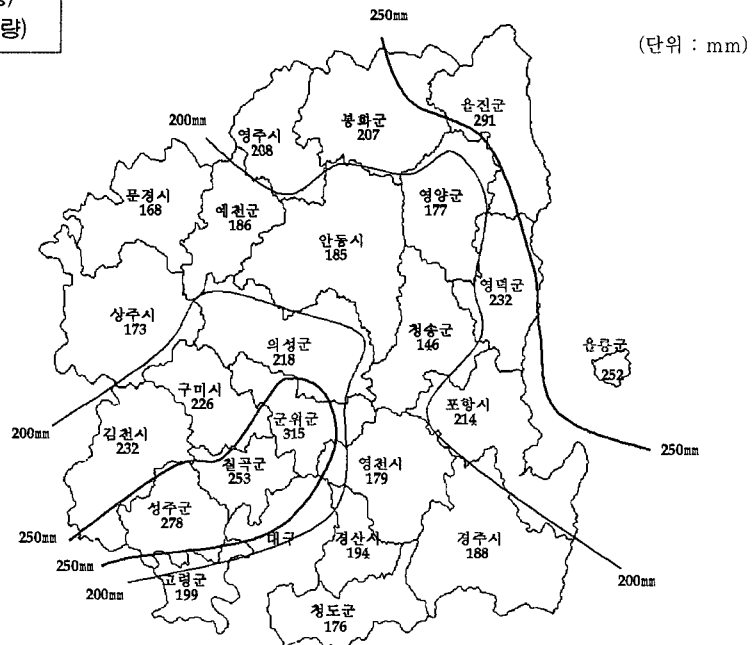 량)
250mm
(단위 : mm)
윤진군
291
봉화군
207
200mm
영주시
208
문경시
168
예천군
186
영양군
177
안동시
185
영덕군
232
상주시
173
청송군
146
의성군
218
울릉군
252
구미시
226
포항시
214
군위군
315
200mm
김천시
232
칠곡군
253
영천시
179
250mm
성주군
278
250mm
대구
경산시
194
경주시
188
250mm
200mm
고령군
199
200mm
청도군
176